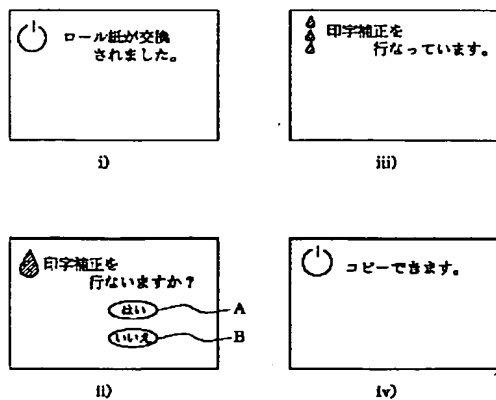 ロール紙が交換
されました。
i)
印字補正を
行ないますか？
はい
A
いいえ
B
ii)
印字補正を
行なっています。
iii)
コピーできます。
iv)